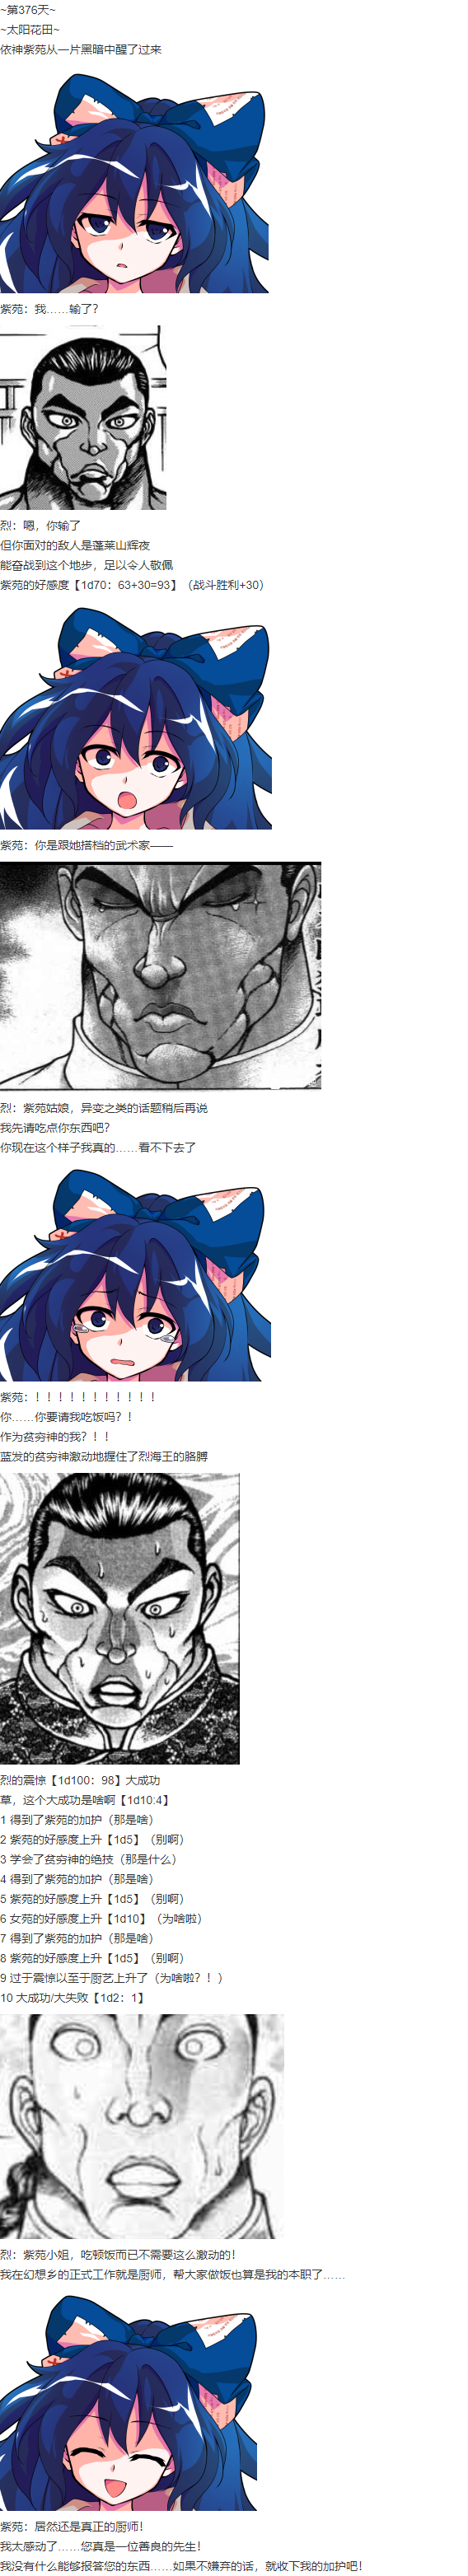 ~第376天~
~太阳花田~
依神紫苑从一片黑暗中醒了过来
紫苑：我……输了？
烈：嗯，你输了
但你面对的敌人是蓬莱山辉夜
能奋战到这个地步，足以令人敬佩
紫苑的好感度【1d70：63+30=93】（战斗胜利+30）
紫苑：你是跟她搭档的武术家——
烈：紫苑姑娘，异变之类的话题稍后再说
我先请吃点你东西吧？
你现在这个样子我真的……看不下去了
紫苑：！！！！！！！！！！！
你……你要请我吃饭吗？！
作为贫穷神的我？！！
蓝发的贫穷神激动地握住了烈海王的胳膊
烈的震惊【1d100：98】大成功
草，这个大成功是啥啊【1d10:4】
1 得到了紫苑的加护（那是啥）
2 紫苑的好感度上升【1d5】（别啊）
3 学会了贫穷神的绝技（那是什么）
4 得到了紫苑的加护（那是啥）
5 紫苑的好感度上升【1d5】（别啊）
6 女苑的好感度上升【1d10】（为啥啦）
7 得到了紫苑的加护（那是啥）
8 紫苑的好感度上升【1d5】（别啊）
9 过于震惊以至于厨艺上升了（为啥啦？！）
10 大成功/大失败【1d2：1】
烈：紫苑小姐，吃顿饭而已不需要这么激动的！
我在幻想乡的正式工作就是厨师，帮大家做饭也算是我的本职了……
紫苑：居然还是真正的厨师！
我太感动了……您真是一位善良的先生！
我没有什么能够报答您的东西……如果不嫌弃的话，就收下我的加护吧！